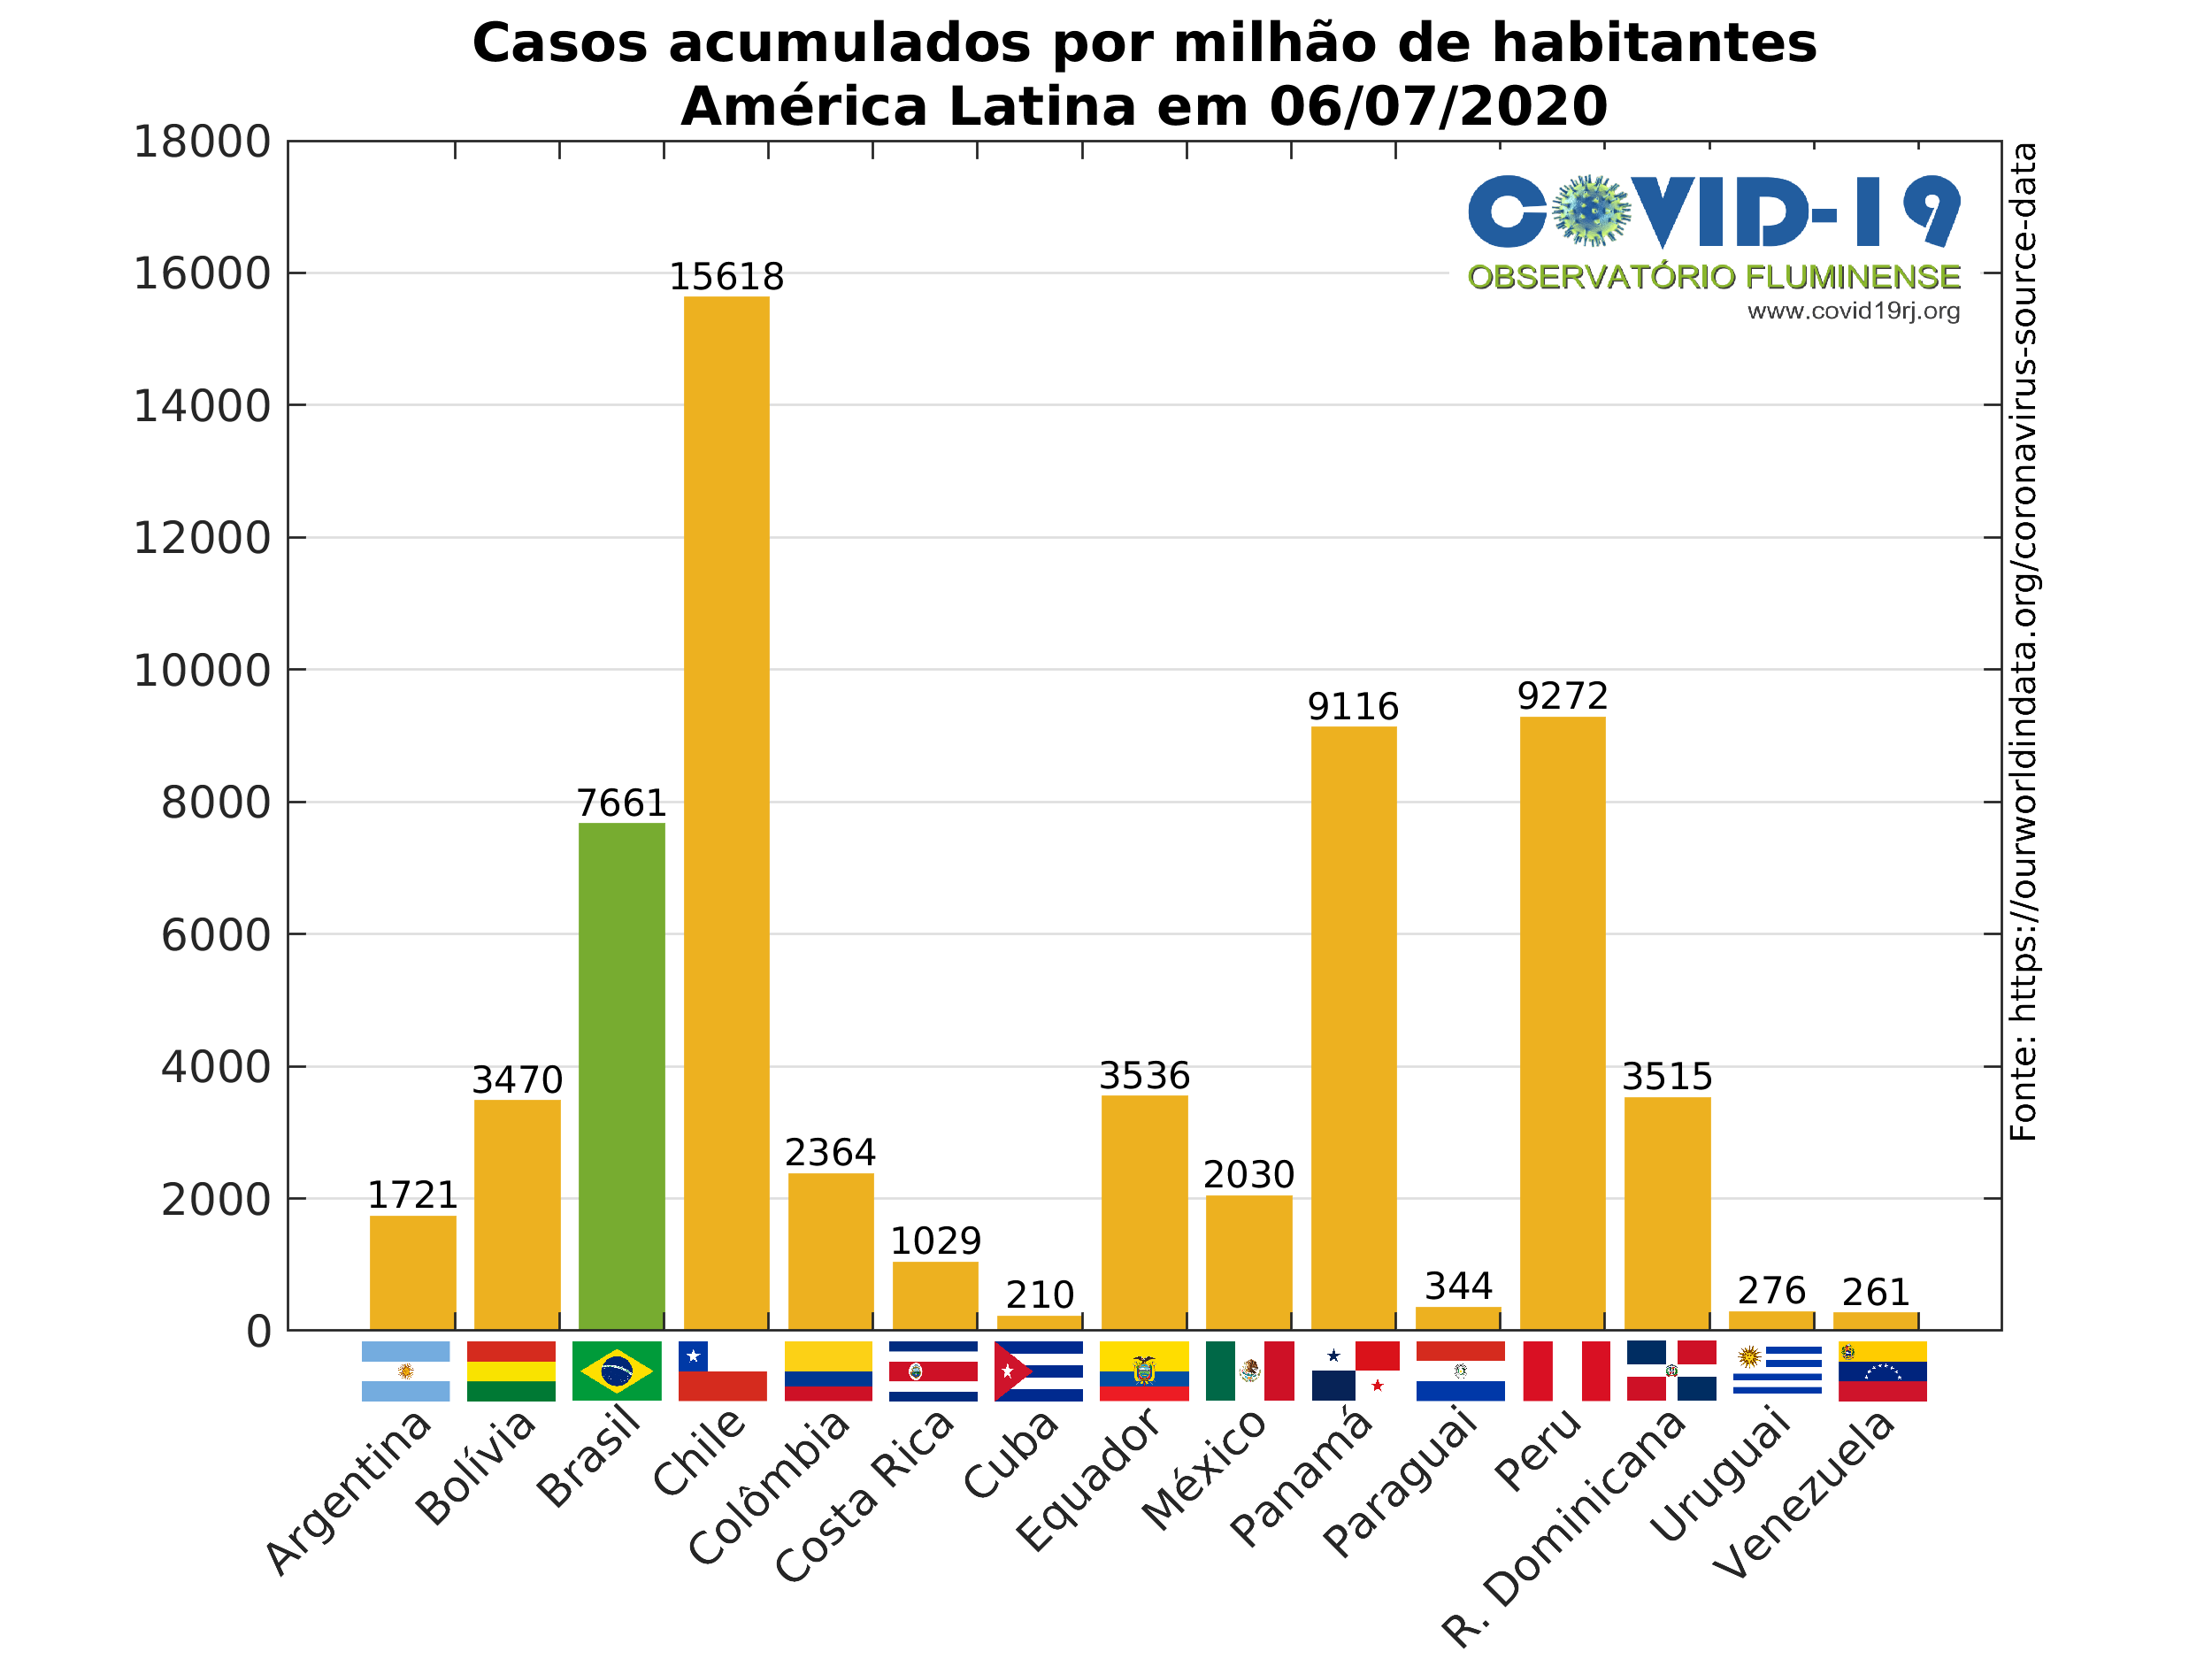 Casos acumulados por milhão de habitantes
América Latina em 06/07/2020
18000
16000
14000
12000
10000
8000
6000
4000
2000
0
COVID-19
OBSERVATÓRIO FLUMINENSE
www.covid19rj.org
Fonte: https://ourworldindata.org/coronavirus-source-data
1721
3470
7661
15618
2364
1029
210
3536
2030
9116
344
9272
3515
276
261
Argentina
Bolívia
Brasil
Chile
Colômbia
Costa Rica
Cuba
Equador
México
Panamá
Paraguai
Peru
R. Dominicana
Uruguai
Venezuela